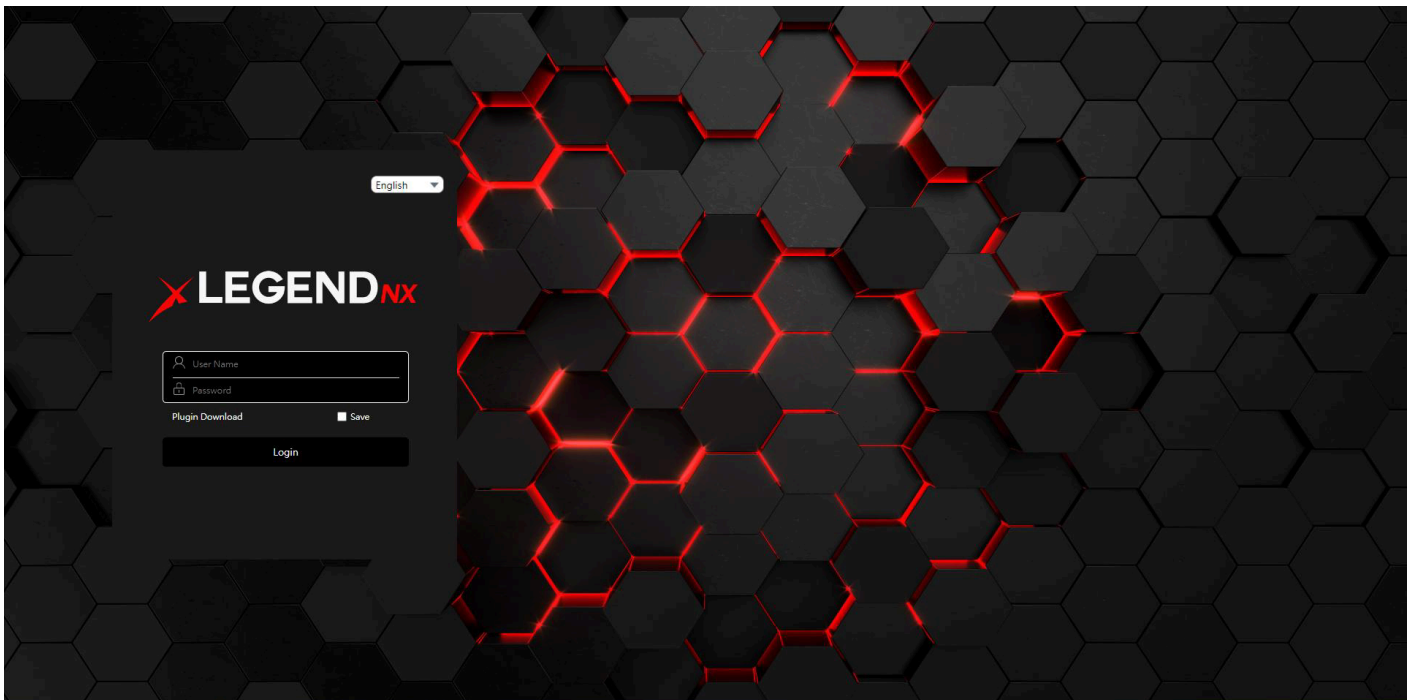 English
LEGENDNX
User Name
Password
Plugin Download Save
Login